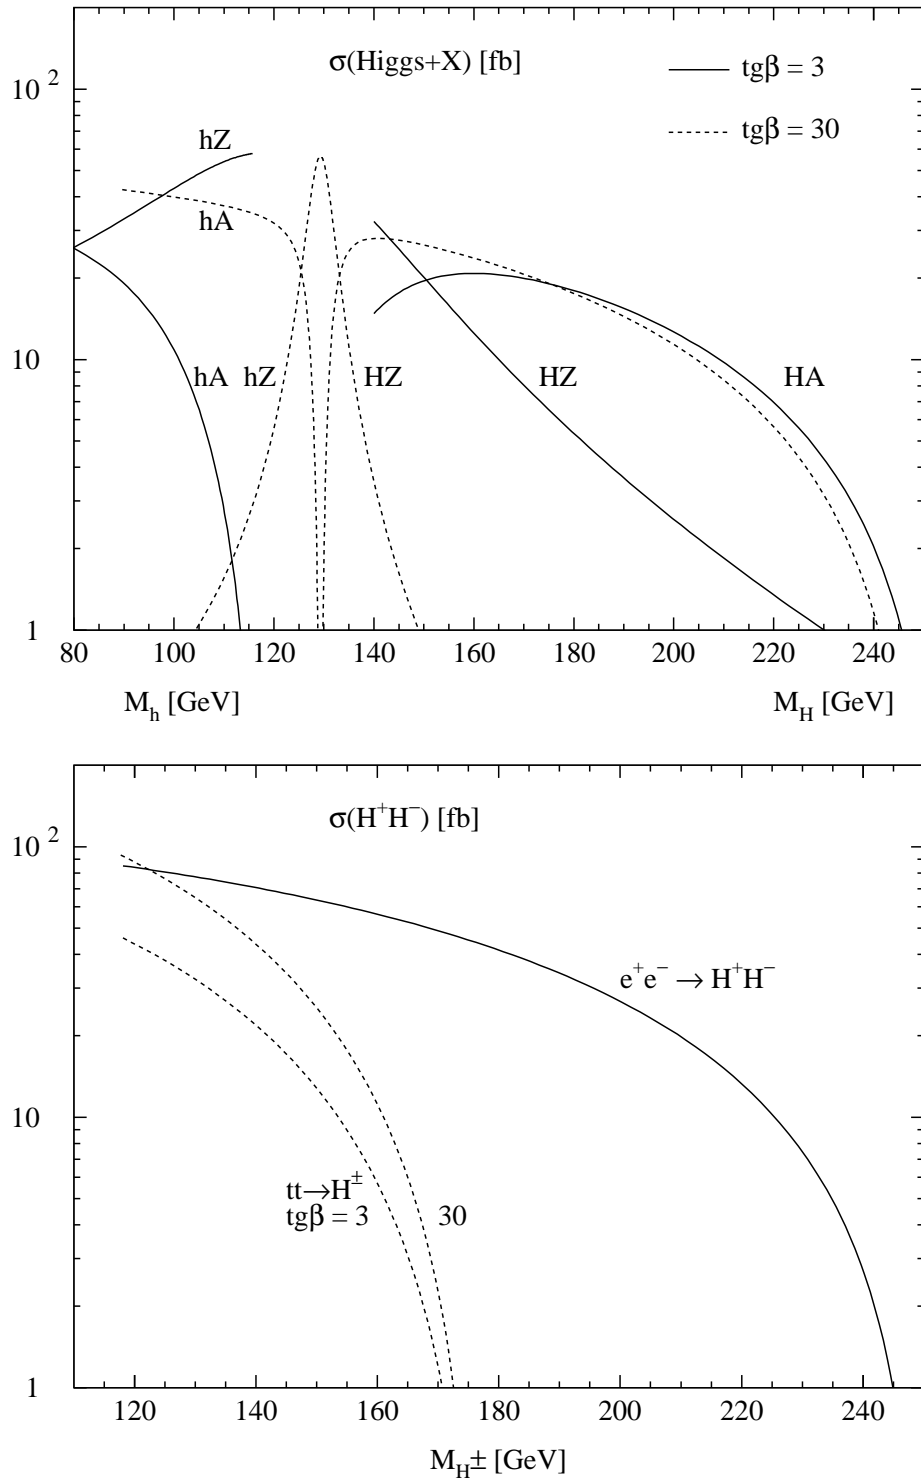 σ(Higgs+X) [fb]
tgβ = 3
tgβ = 30
10²
10
1
hZ
hA
hA
hZ
HZ
HZ
HA
80 100 120 140 160 180 200 220 240
M_h [GeV]
M_H [GeV]
σ(H⁺H⁻) [fb]
10²
10
1
e⁺e⁻ → H⁺H⁻
tt→H^±
tgβ = 3
30
120 140 160 180 200 220 240
M_H± [GeV]